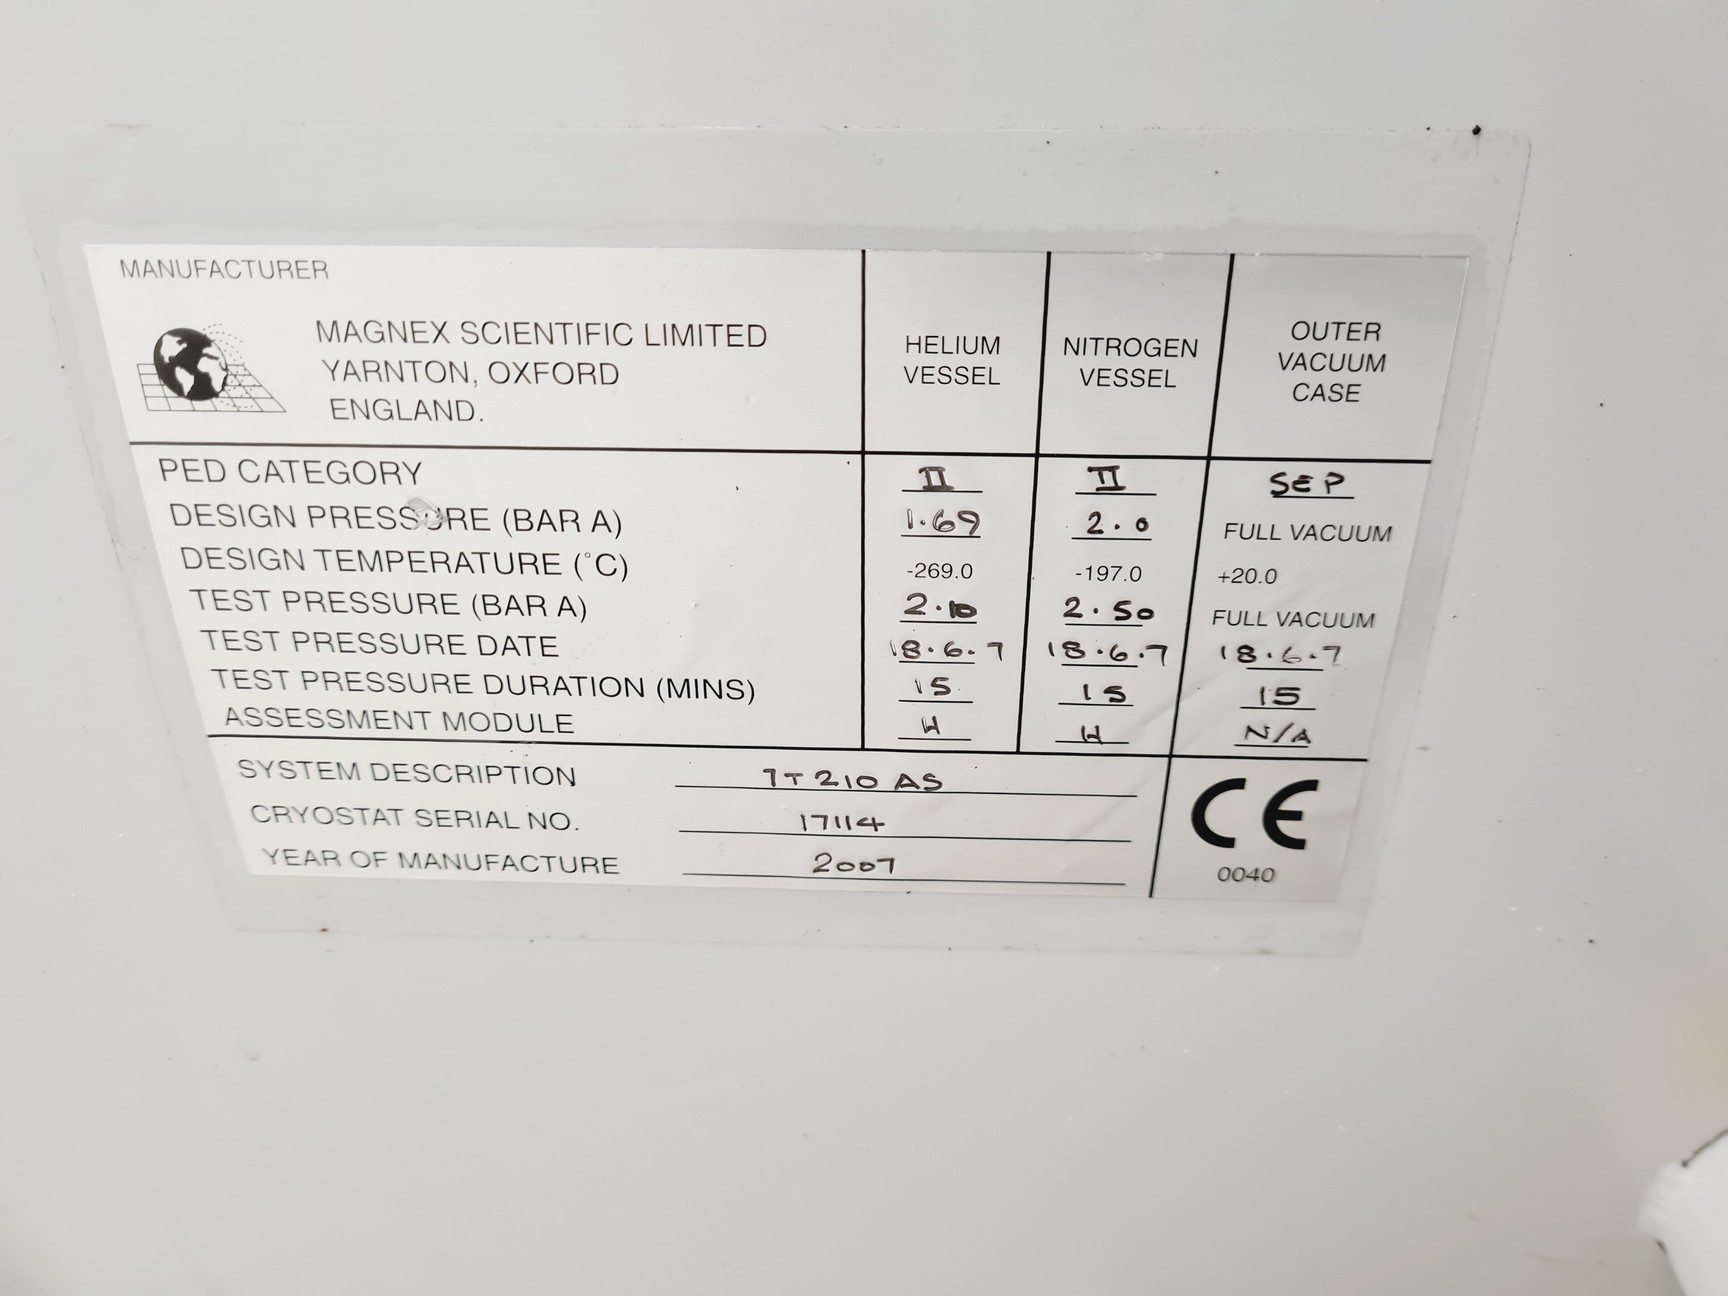 MANUFACTURER
MAGNEX SCIENTIFIC LIMITED
YARNTON, OXFORD
ENGLAND.
HELIUM
VESSEL
NITROGEN
VESSEL
OUTER
VACUUM
CASE
PED CATEGORY II II SEP
DESIGN PRESSURE (BAR A) 1.69 2.0 FULL VACUUM
DESIGN TEMPERATURE (°C) -269.0 -197.0 +20.0
TEST PRESSURE (BAR A) 2.10 2.50 FULL VACUUM
TEST PRESSURE DATE 18.6.7 18.6.7 18.6.7
TEST PRESSURE DURATION (MINS) 15 15 15
ASSESSMENT MODULE H H N/A
SYSTEM DESCRIPTION 7T 210 AS
CRYOSTAT SERIAL NO. 17114
YEAR OF MANUFACTURE 2007
CE
0040